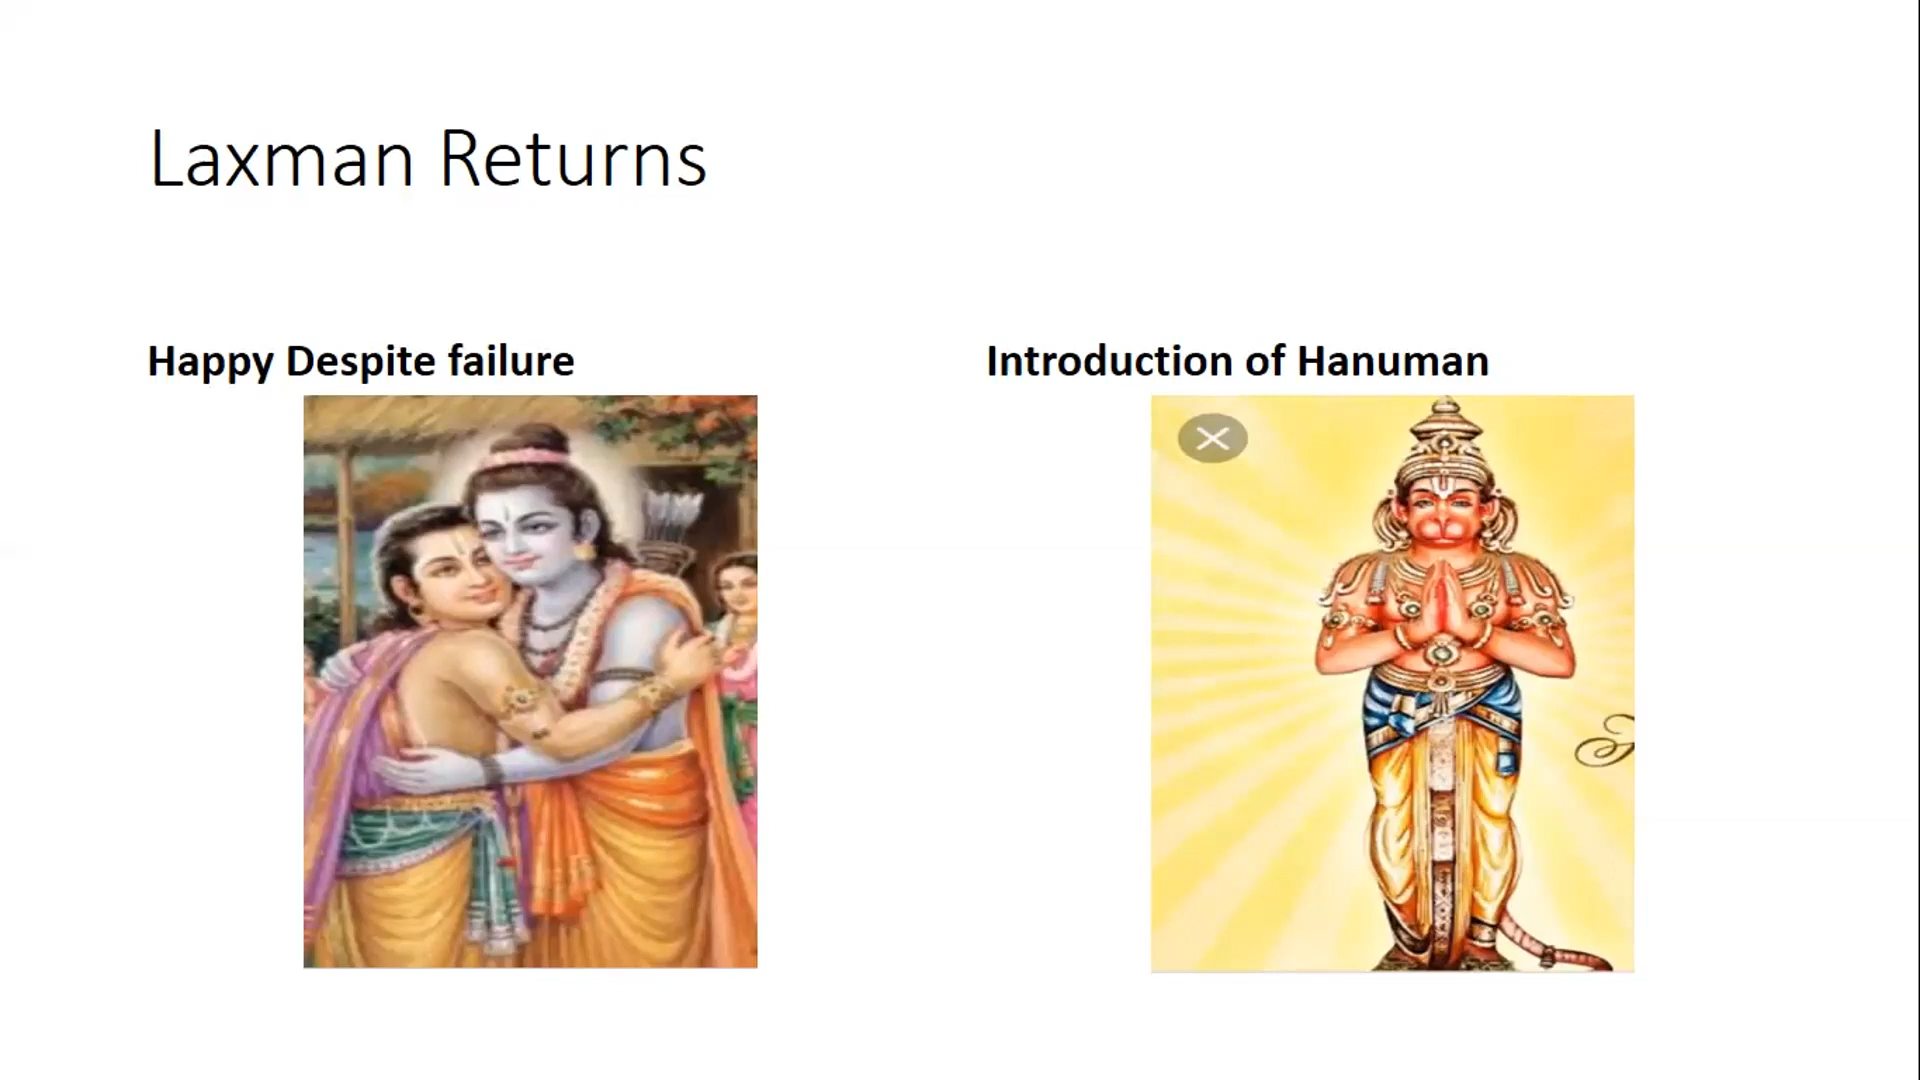 Laxman Returns
Happy Despite failure
Introduction of Hanuman